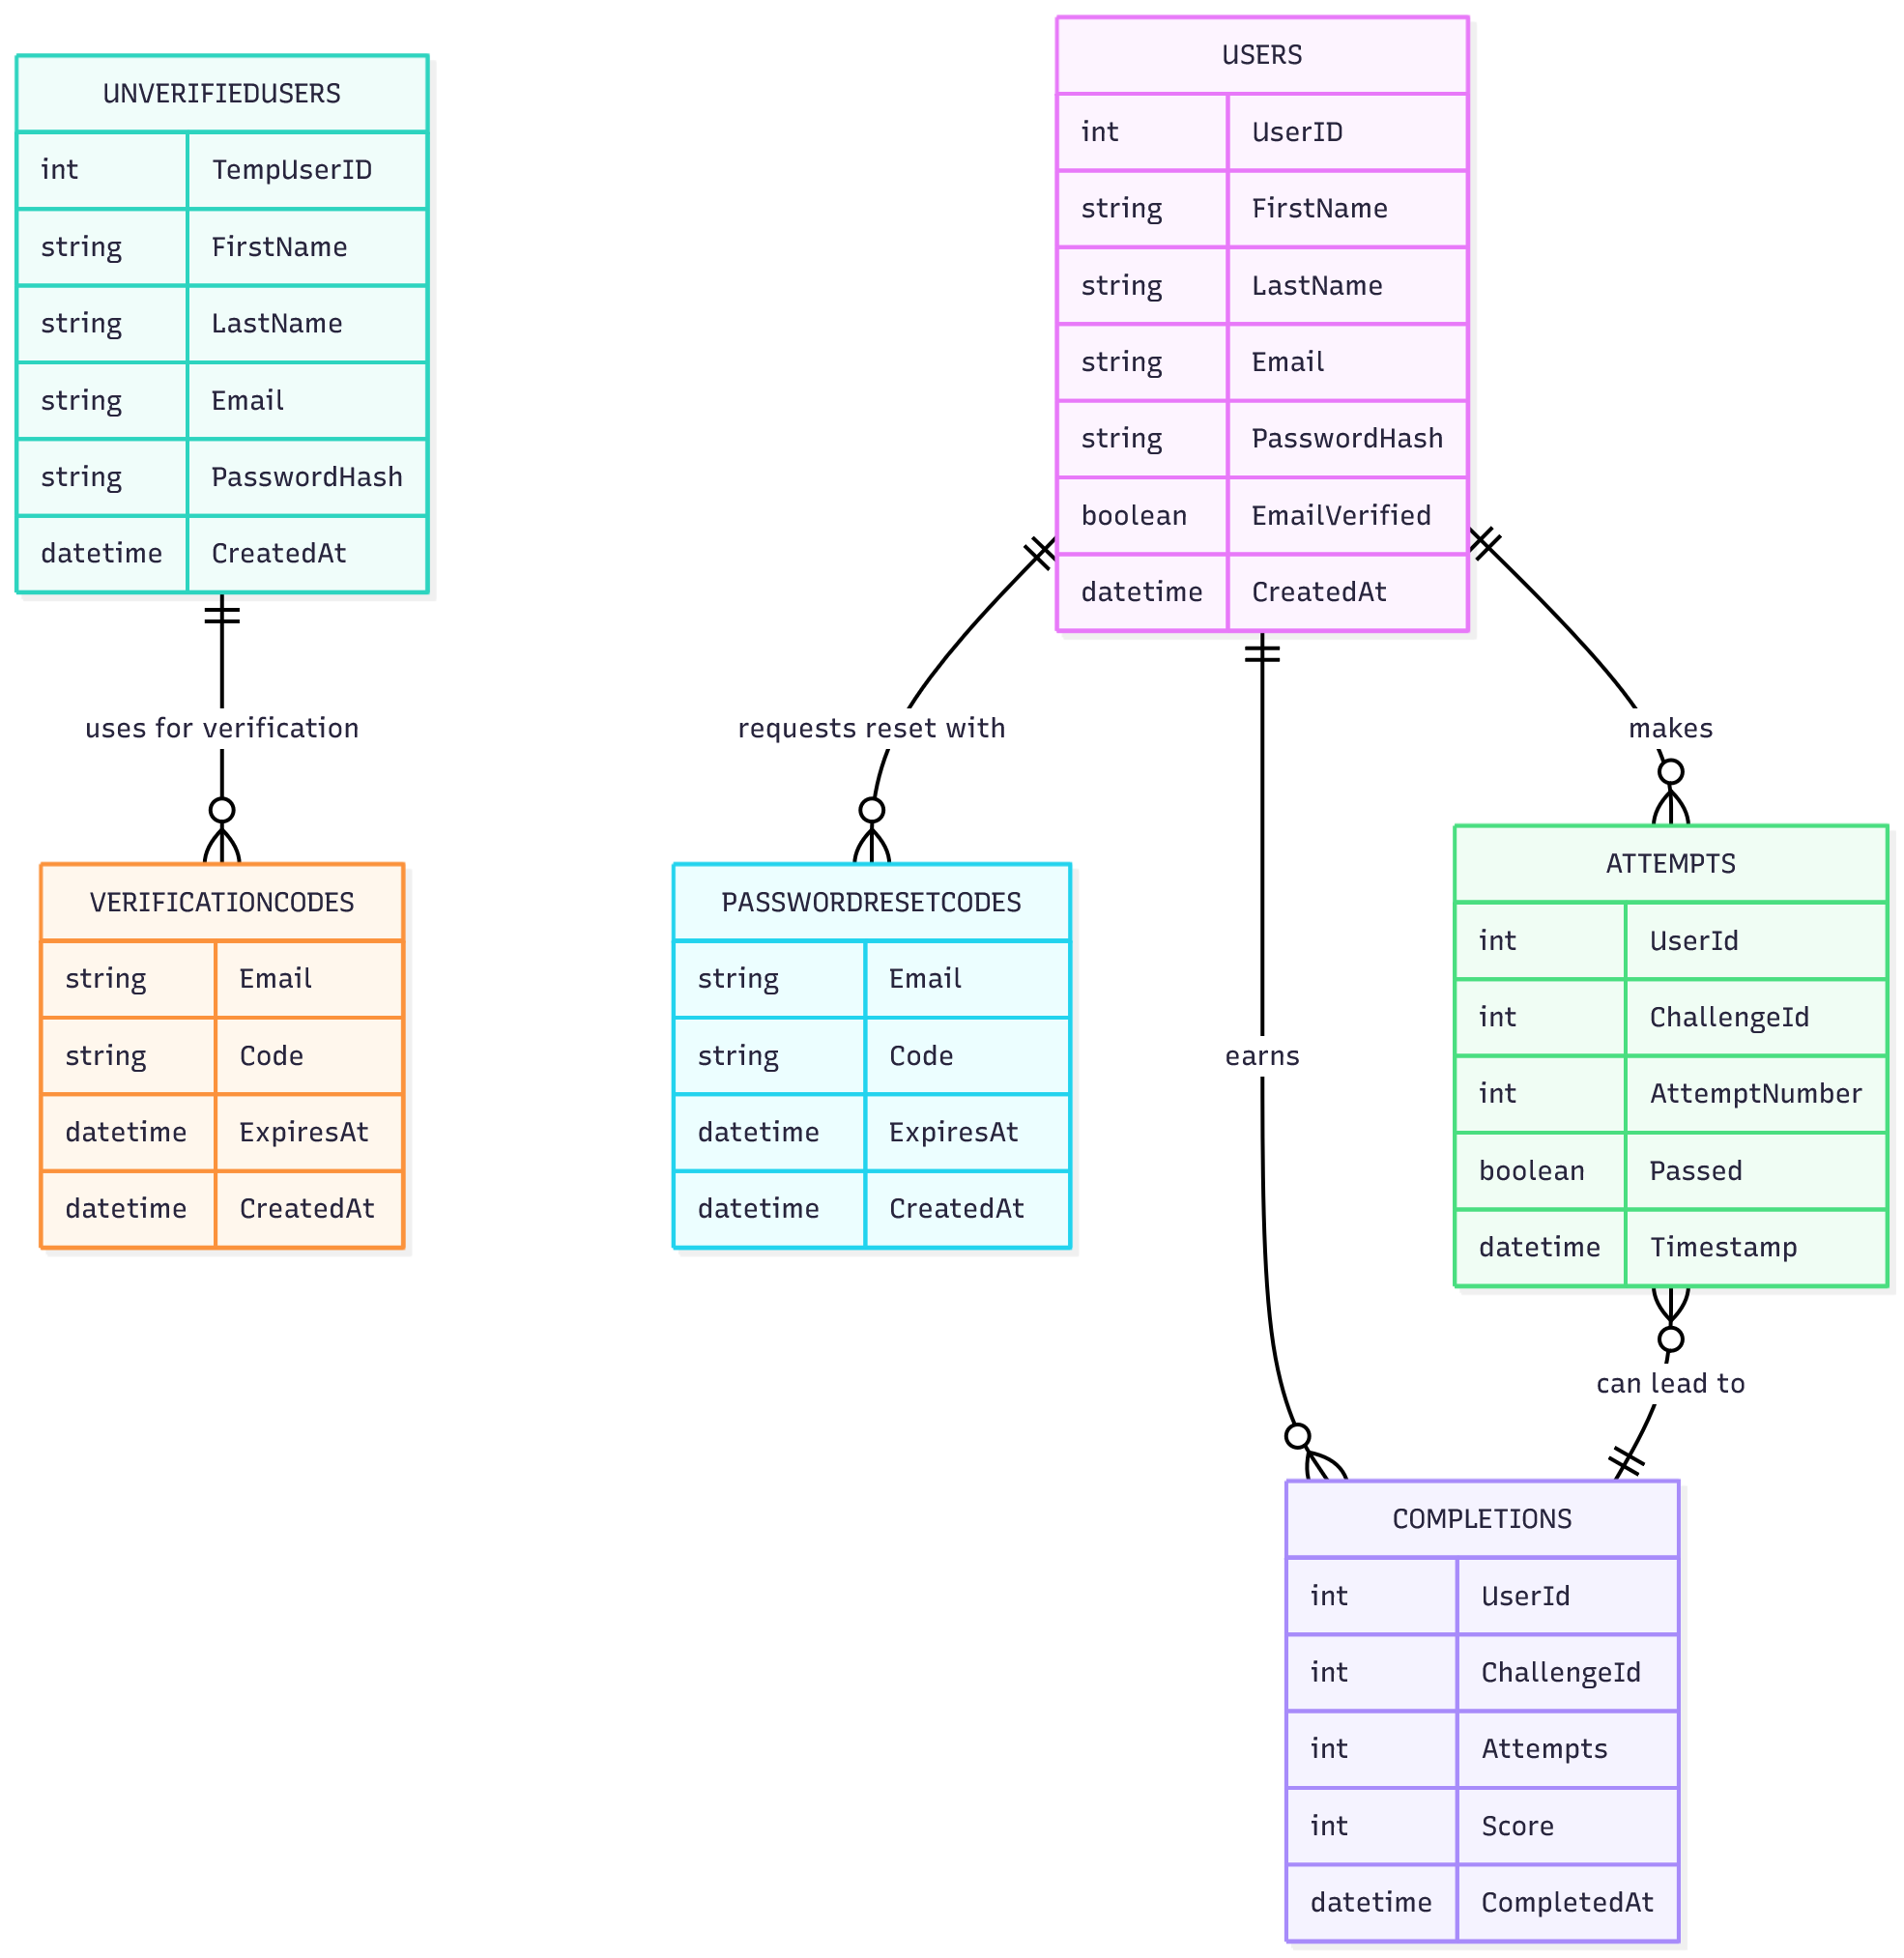 UNVERIFIEDUSERS
int TempUserID
string FirstName
string LastName
string Email
string PasswordHash
datetime CreatedAt
USERS
int UserID
string FirstName
string LastName
string Email
string PasswordHash
boolean EmailVerified
datetime CreatedAt
uses for verification
requests reset with
makes
VERIFICATIONCODES
string Email
string Code
datetime ExpiresAt
datetime CreatedAt
PASSWORDRESETCODES
string Email
string Code
datetime ExpiresAt
datetime CreatedAt
earns
ATTEMPTS
int UserId
int ChallengeId
int AttemptNumber
boolean Passed
datetime Timestamp
can lead to
COMPLETIONS
int UserId
int ChallengeId
int Attempts
int Score
datetime CompletedAt